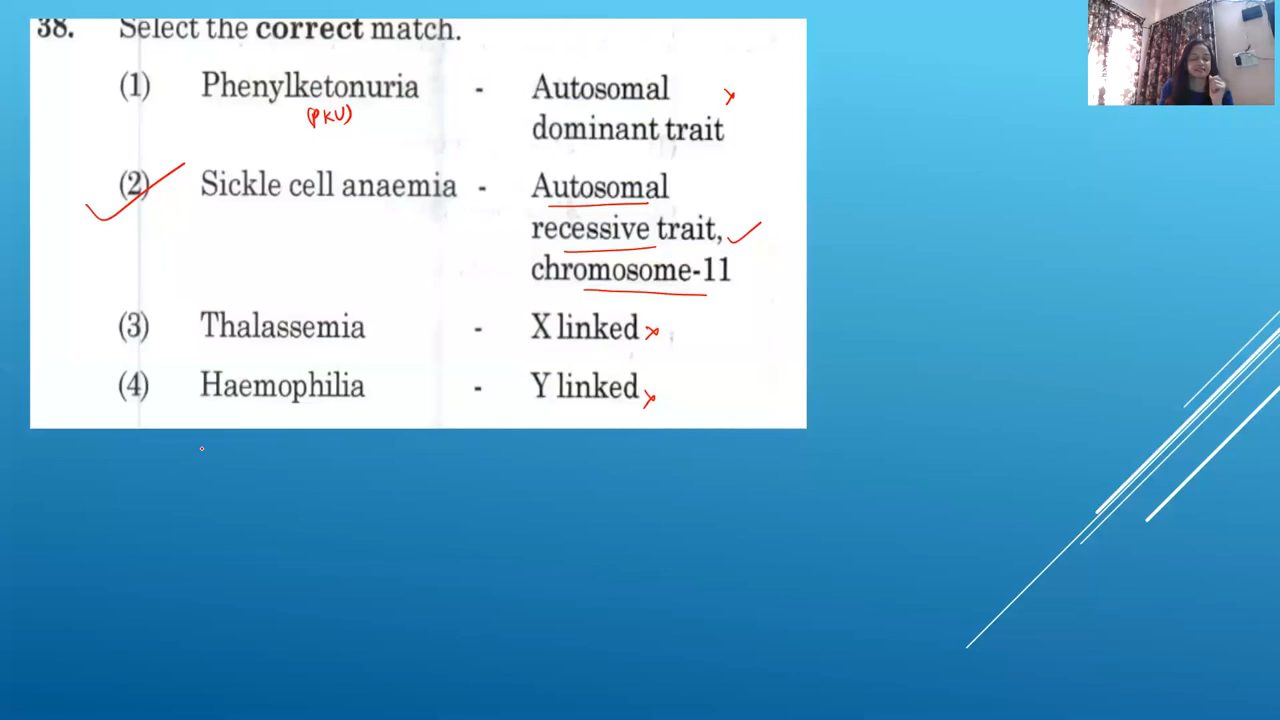 38. Select the correct match.
(1) Phenylketonuria - Autosomal
(PKU)
dominant trait
(2) Sickle cell anaemia - Autosomal
recessive trait,
chromosome-11
(3) Thalassemia - X linked
(4) Haemophilia - Y linked